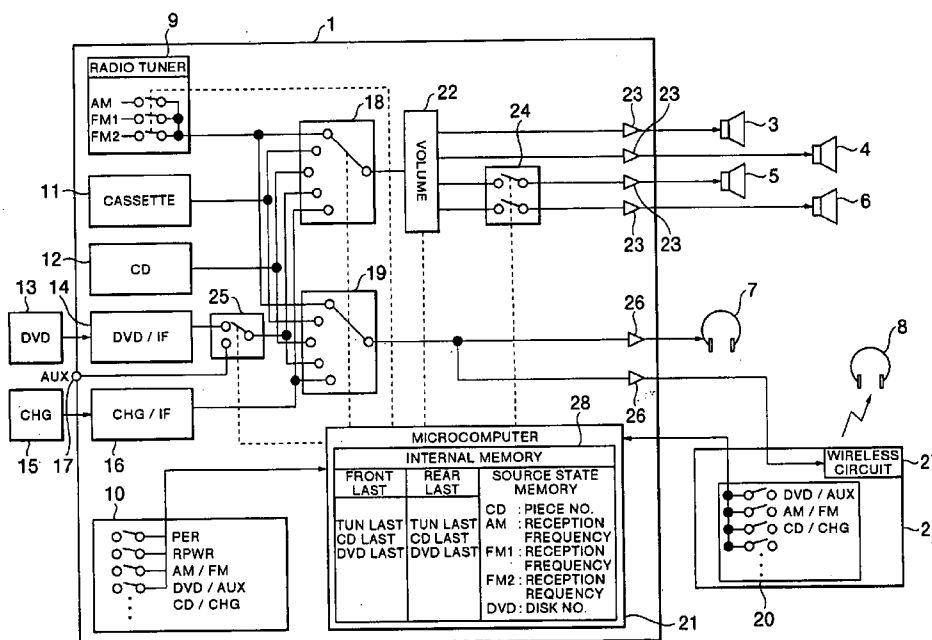 1
9
RADIO TUNER
AM
FM1
FM2
18
22
VOLUME
24
23
23
3
4
5
6
23
23
11
CASSETTE
12
CD
13
14
25
19
DVD
DVD / IF
AUX
CHG
CHG / IF
15
17
16
26
7
8
26
28
MICROCOMPUTER
INTERNAL MEMORY
FRONT LAST
REAR LAST
SOURCE STATE MEMORY
TUN LAST
CD LAST
DVD LAST
TUN LAST
CD LAST
DVD LAST
CD : PIECE NO.
AM : RECEPTION
FREQUENCY
FM1 : RECEPTION
FREQUENCY
FM2 : RECEPTION
REQUENCY
DVD : DISK NO.
21
10
PER
RPWR
AM / FM
DVD / AUX
CD / CHG
WIRELESS
CIRCUIT
DVD / AUX
AM / FM
CD / CHG
20